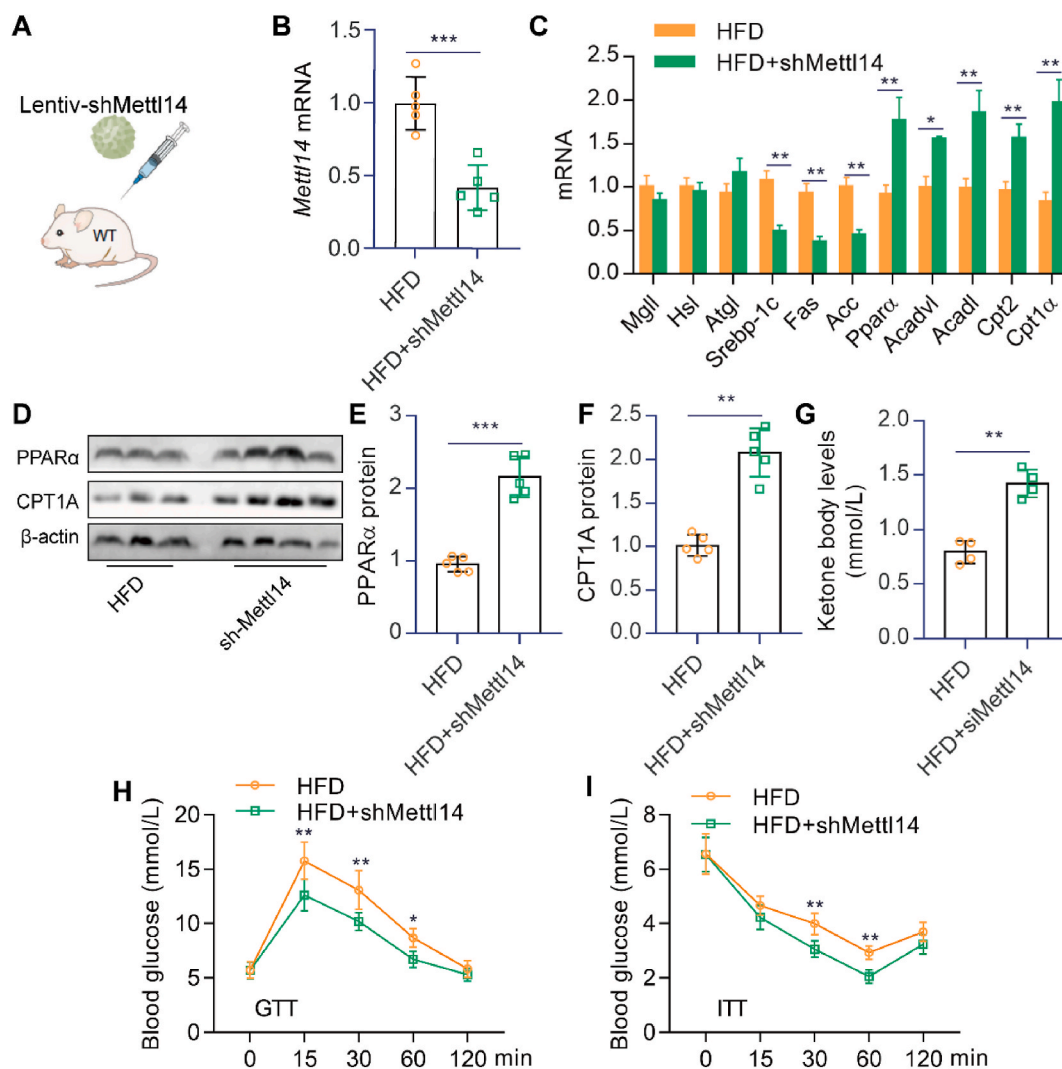 A
Lentiv-shMettl14
WT
B
Mettl14 mRNA
1.5
1.0
0.5
0.0
***
HFD
HFD+shMettl14
C
HFD
HFD+shMettl14
mRNA
2.5
2.0
1.5
1.0
0.5
0.0
** ** ** ** * ** ** **
Mgll
Hsl
Atgl
Srebp-1c
Fas
Acc
Pparα
Acadvl
Acadl
Cpt2
Cpt1α
D
PPARα
CPT1A
β-actin
HFD
sh-Mettl14
E
PPARα protein
3
2
1
0
***
HFD
HFD+shMettl14
F
CPT1A protein
2.5
2.0
1.5
1.0
0.5
0.0
**
HFD
HFD+shMettl14
G
Ketone body levels
(mmol/L)
2.0
1.5
1.0
0.5
0.0
**
HFD
HFD+siMettl14
H
HFD
HFD+shMettl14
Blood glucose (mmol/L)
20
15
10
5
0
**
**
*
GTT
0 15 30 60 120 min
I
HFD
HFD+shMettl14
Blood glucose (mmol/L)
8
6
4
2
0
**
**
ITT
0 15 30 60 120 min